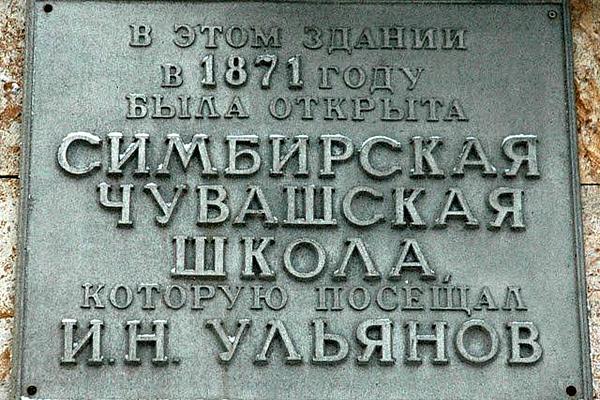 В ЭТОМ ЗДАНИИ
В 1871 ГОДУ
БЫЛА ОТКРЫТА
СИМБИРСКАЯ
ЧУВАШСКАЯ
ШКОЛА,
КОТОРУЮ ПОСЕЩАЛ
И.Н. УЛЬЯНОВ